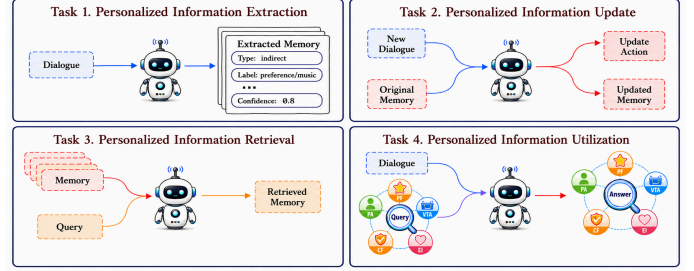 Task 1. Personalized Information Extraction
Dialogue
Extracted Memory
Type: indirect
Label: preference/music
•••
Confidence: 0.8
Task 2. Personalized Information Update
New
Dialogue
Original
Memory
Update
Action
Updated
Memory
Task 3. Personalized Information Retrieval
Memory
Query
Retrieved
Memory
Task 4. Personalized Information Utilization
Dialogue
PF
PA
Query
VTA
CF
EI
PF
PA
Answer
VTA
CF
EI